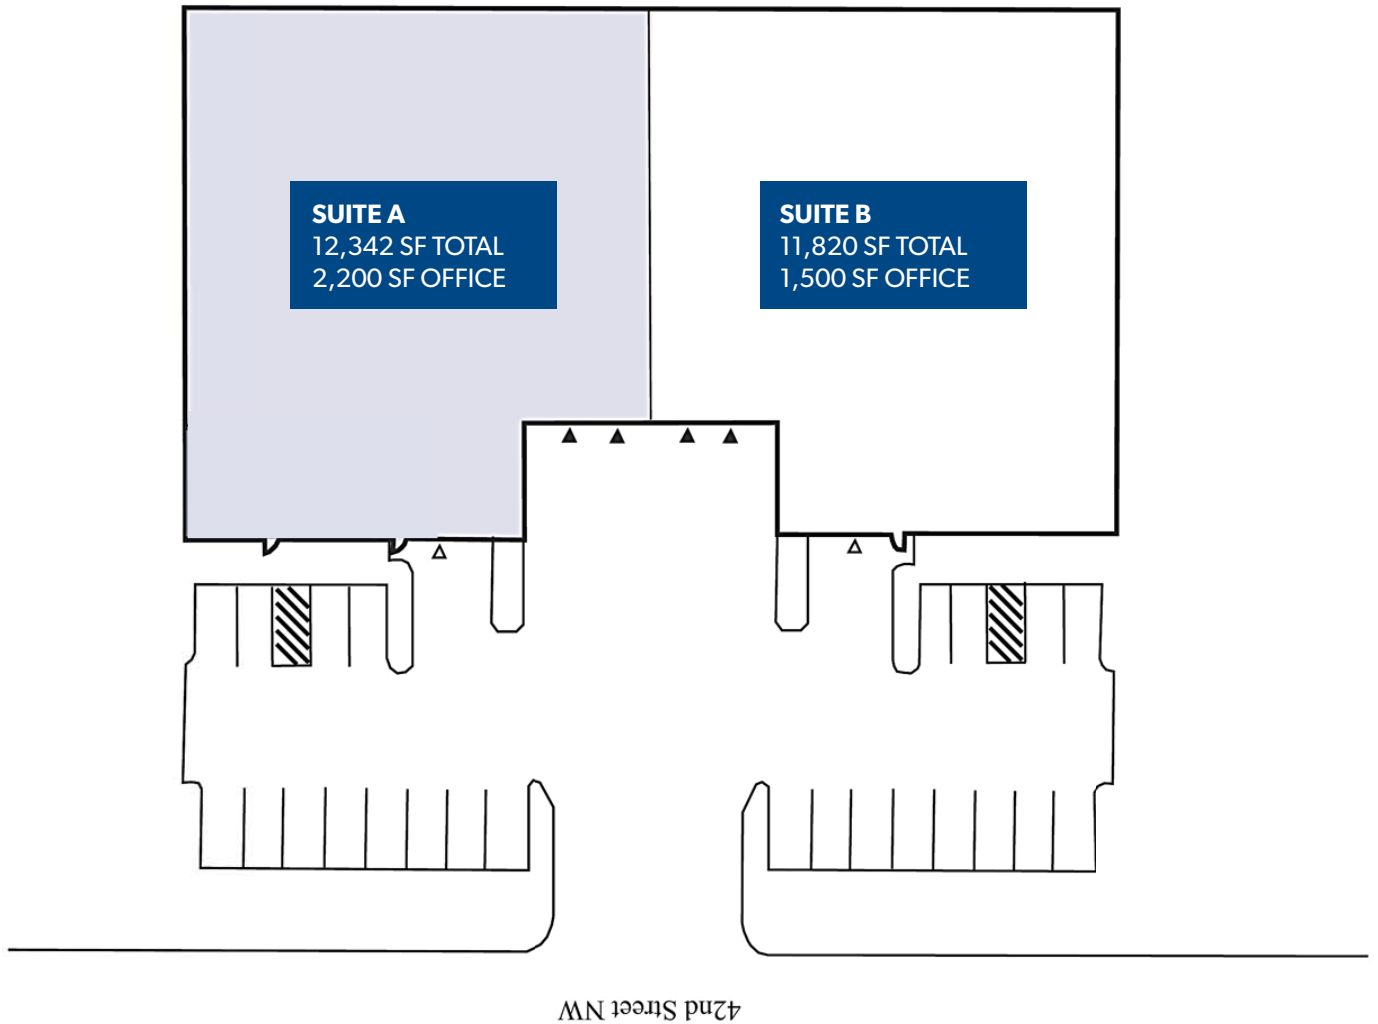 SUITE A
12,342 SF TOTAL
2,200 SF OFFICE
SUITE B
11,820 SF TOTAL
1,500 SF OFFICE
42nd Street NW